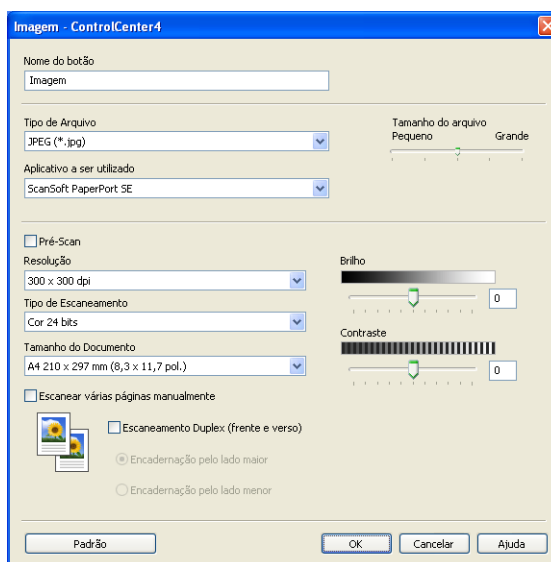 Imagem - ControlCenter4
Nome do botão
Imagem
Tipo de Arquivo
JPEG (*.jpg)
Tamanho do arquivo
Pequeno Grande
Aplicativo a ser utilizado
ScanSoft PaperPort SE
Pré-Scan
Resolução
300 x 300 dpi
Brilho
0
Tipo de Escaneamento
Cor 24 bits
Contraste
0
Tamanho do Documento
A4 210 x 297 mm (8,3 x 11,7 pol.)
Escanear várias páginas manualmente
Escaneamento Duplex (frente e verso)
Encadernação pelo lado maior
Encadernação pelo lado menor
Padrão OK Cancelar Ajuda